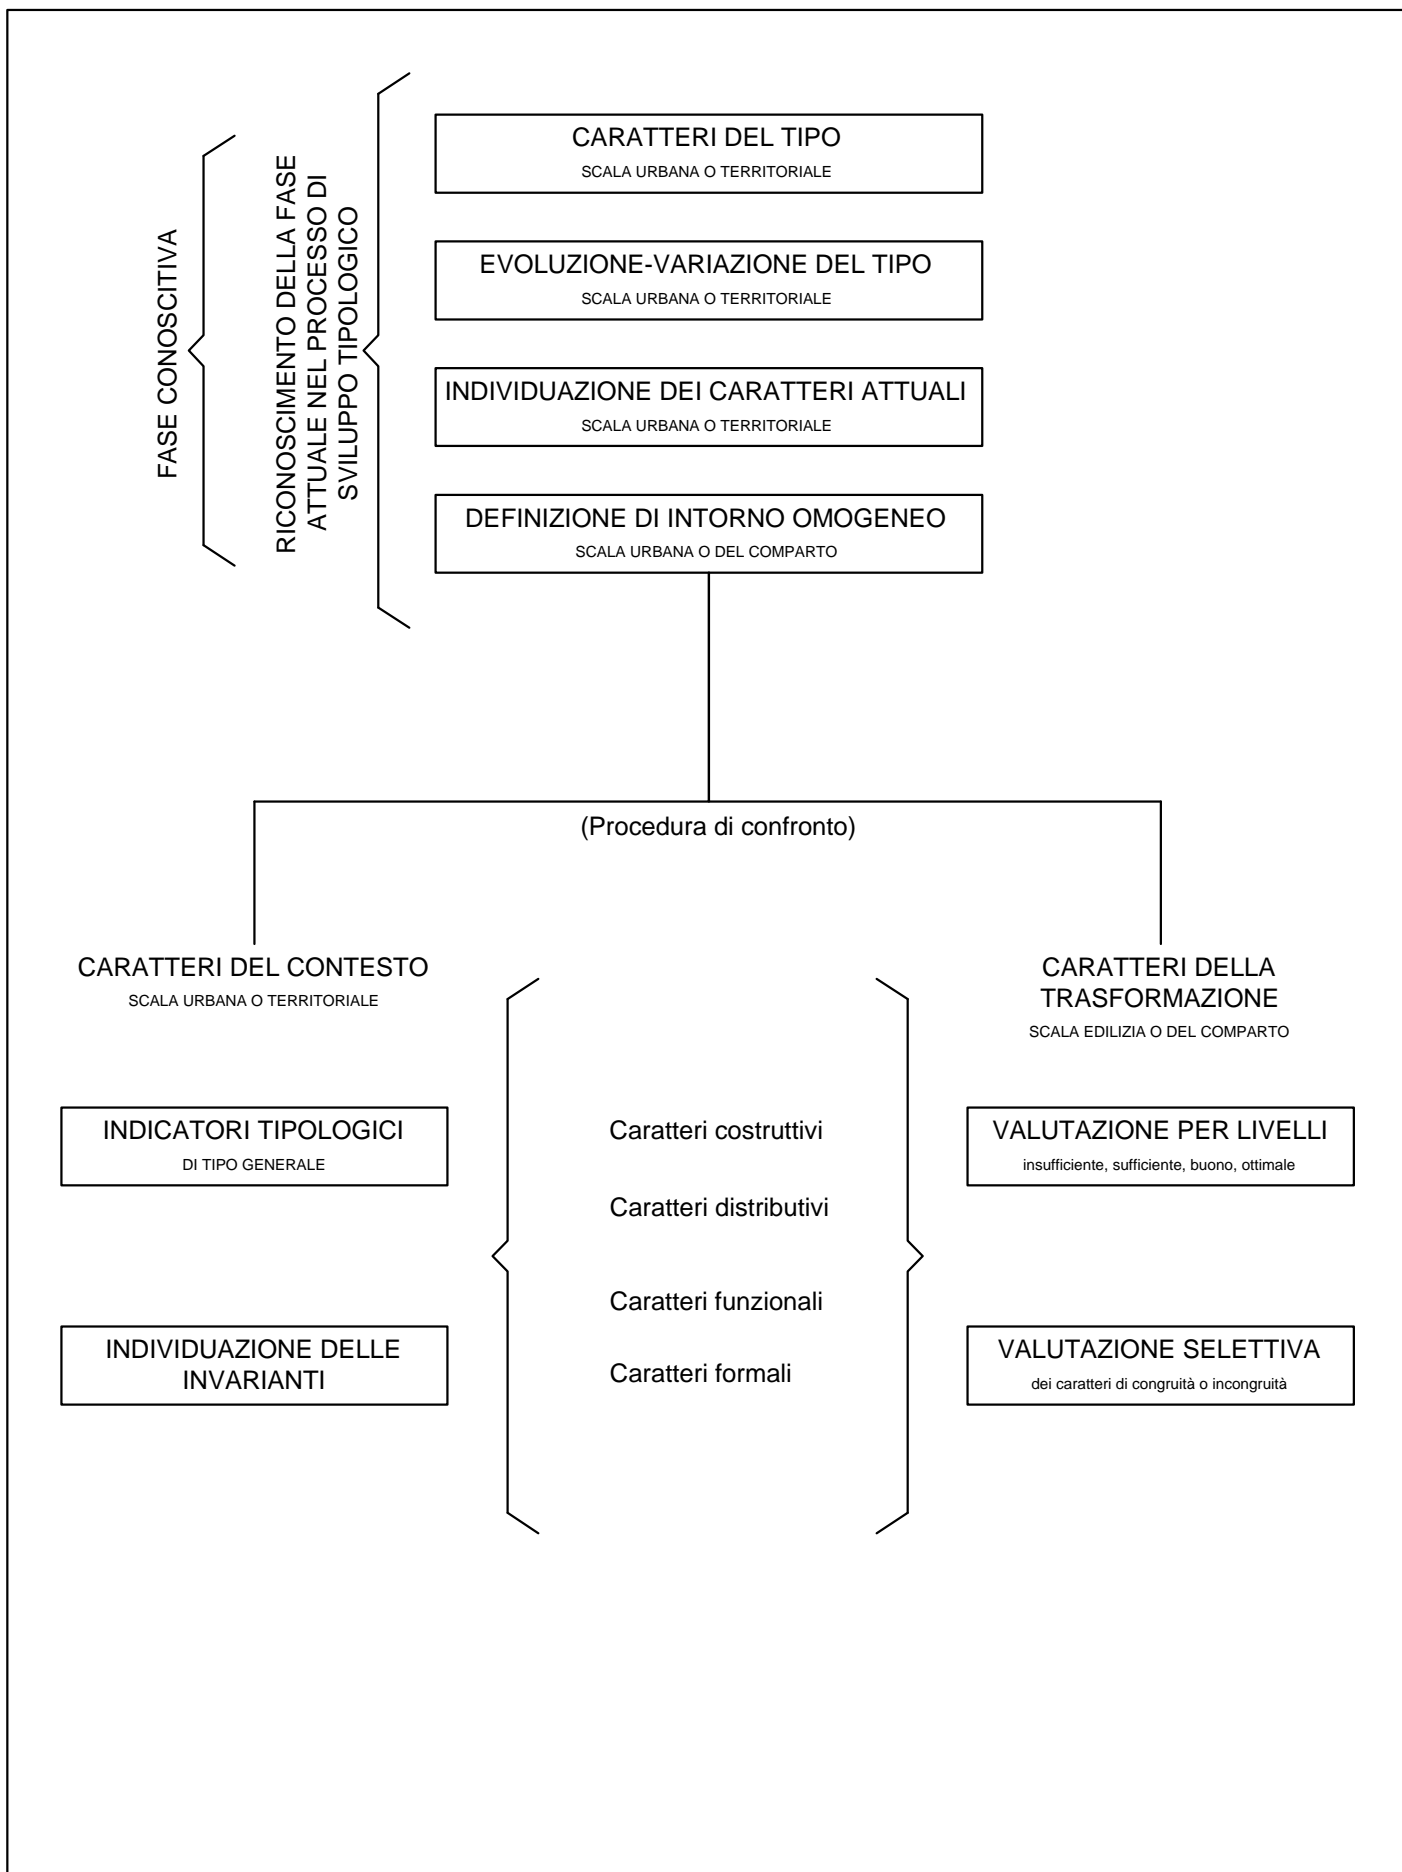 FASE CONOSCITIVA
RICONOSCIMENTO DELLA FASE
ATTUALE NEL PROCESSO DI
SVILUPPO TIPOLOGICO
CARATTERI DEL TIPO
SCALA URBANA O TERRITORIALE
EVOLUZIONE-VARIAZIONE DEL TIPO
SCALA URBANA O TERRITORIALE
INDIVIDUAZIONE DEI CARATTERI ATTUALI
SCALA URBANA O TERRITORIALE
DEFINIZIONE DI INTORNO OMOGENEO
SCALA URBANA O DEL COMPARTO
(Procedura di confronto)
CARATTERI DEL CONTESTO
SCALA URBANA O TERRITORIALE
INDICATORI TIPOLOGICI
DI TIPO GENERALE
INDIVIDUAZIONE DELLE
INVARIANTI
Caratteri costruttivi
Caratteri distributivi
Caratteri funzionali
Caratteri formali
CARATTERI DELLA
TRASFORMAZIONE
SCALA EDILIZIA O DEL COMPARTO
VALUTAZIONE PER LIVELLI
insufficiente, sufficiente, buono, ottimale
VALUTAZIONE SELETTIVA
dei caratteri di congruità o incongruità